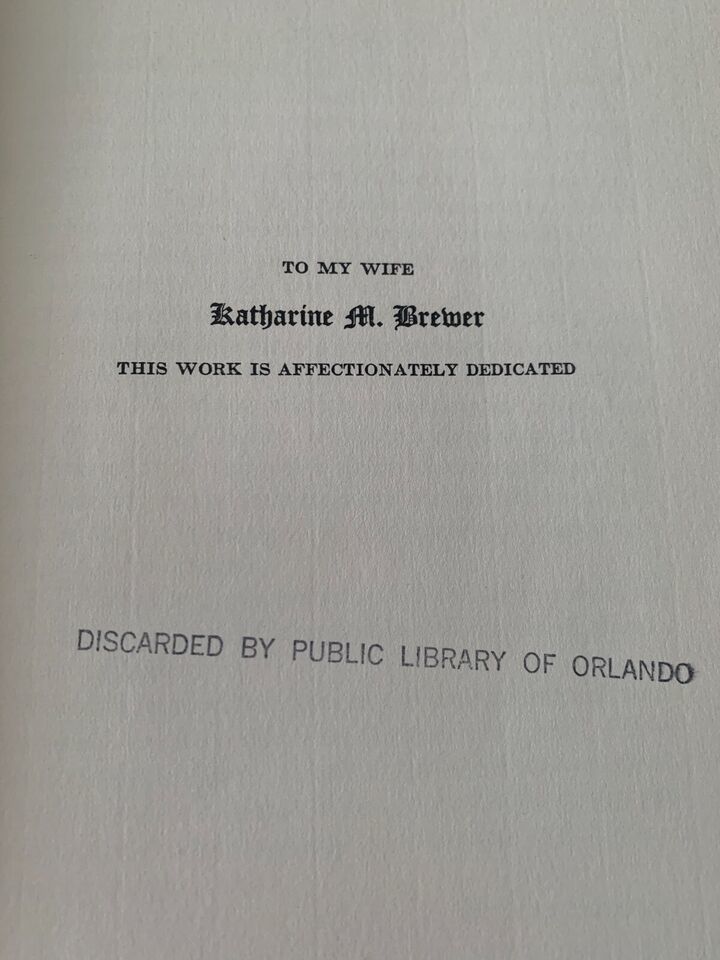 TO MY WIFE
Katharine M. Brewer
THIS WORK IS AFFECTIONATELY DEDICATED
DISCARDED BY PUBLIC LIBRARY OF ORLANDO